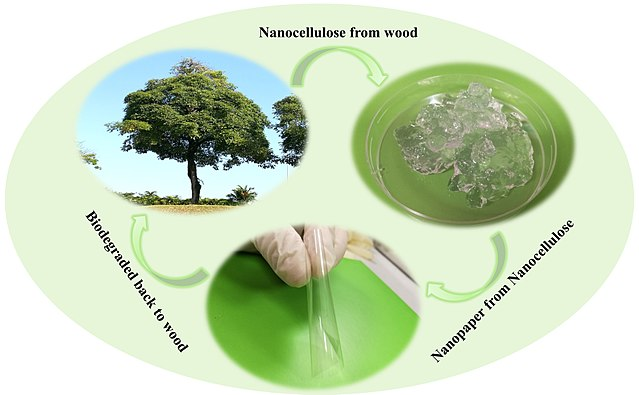 Nanocellulose from wood
Nanopaper from Nanocellulose
Biodegraded back to wood